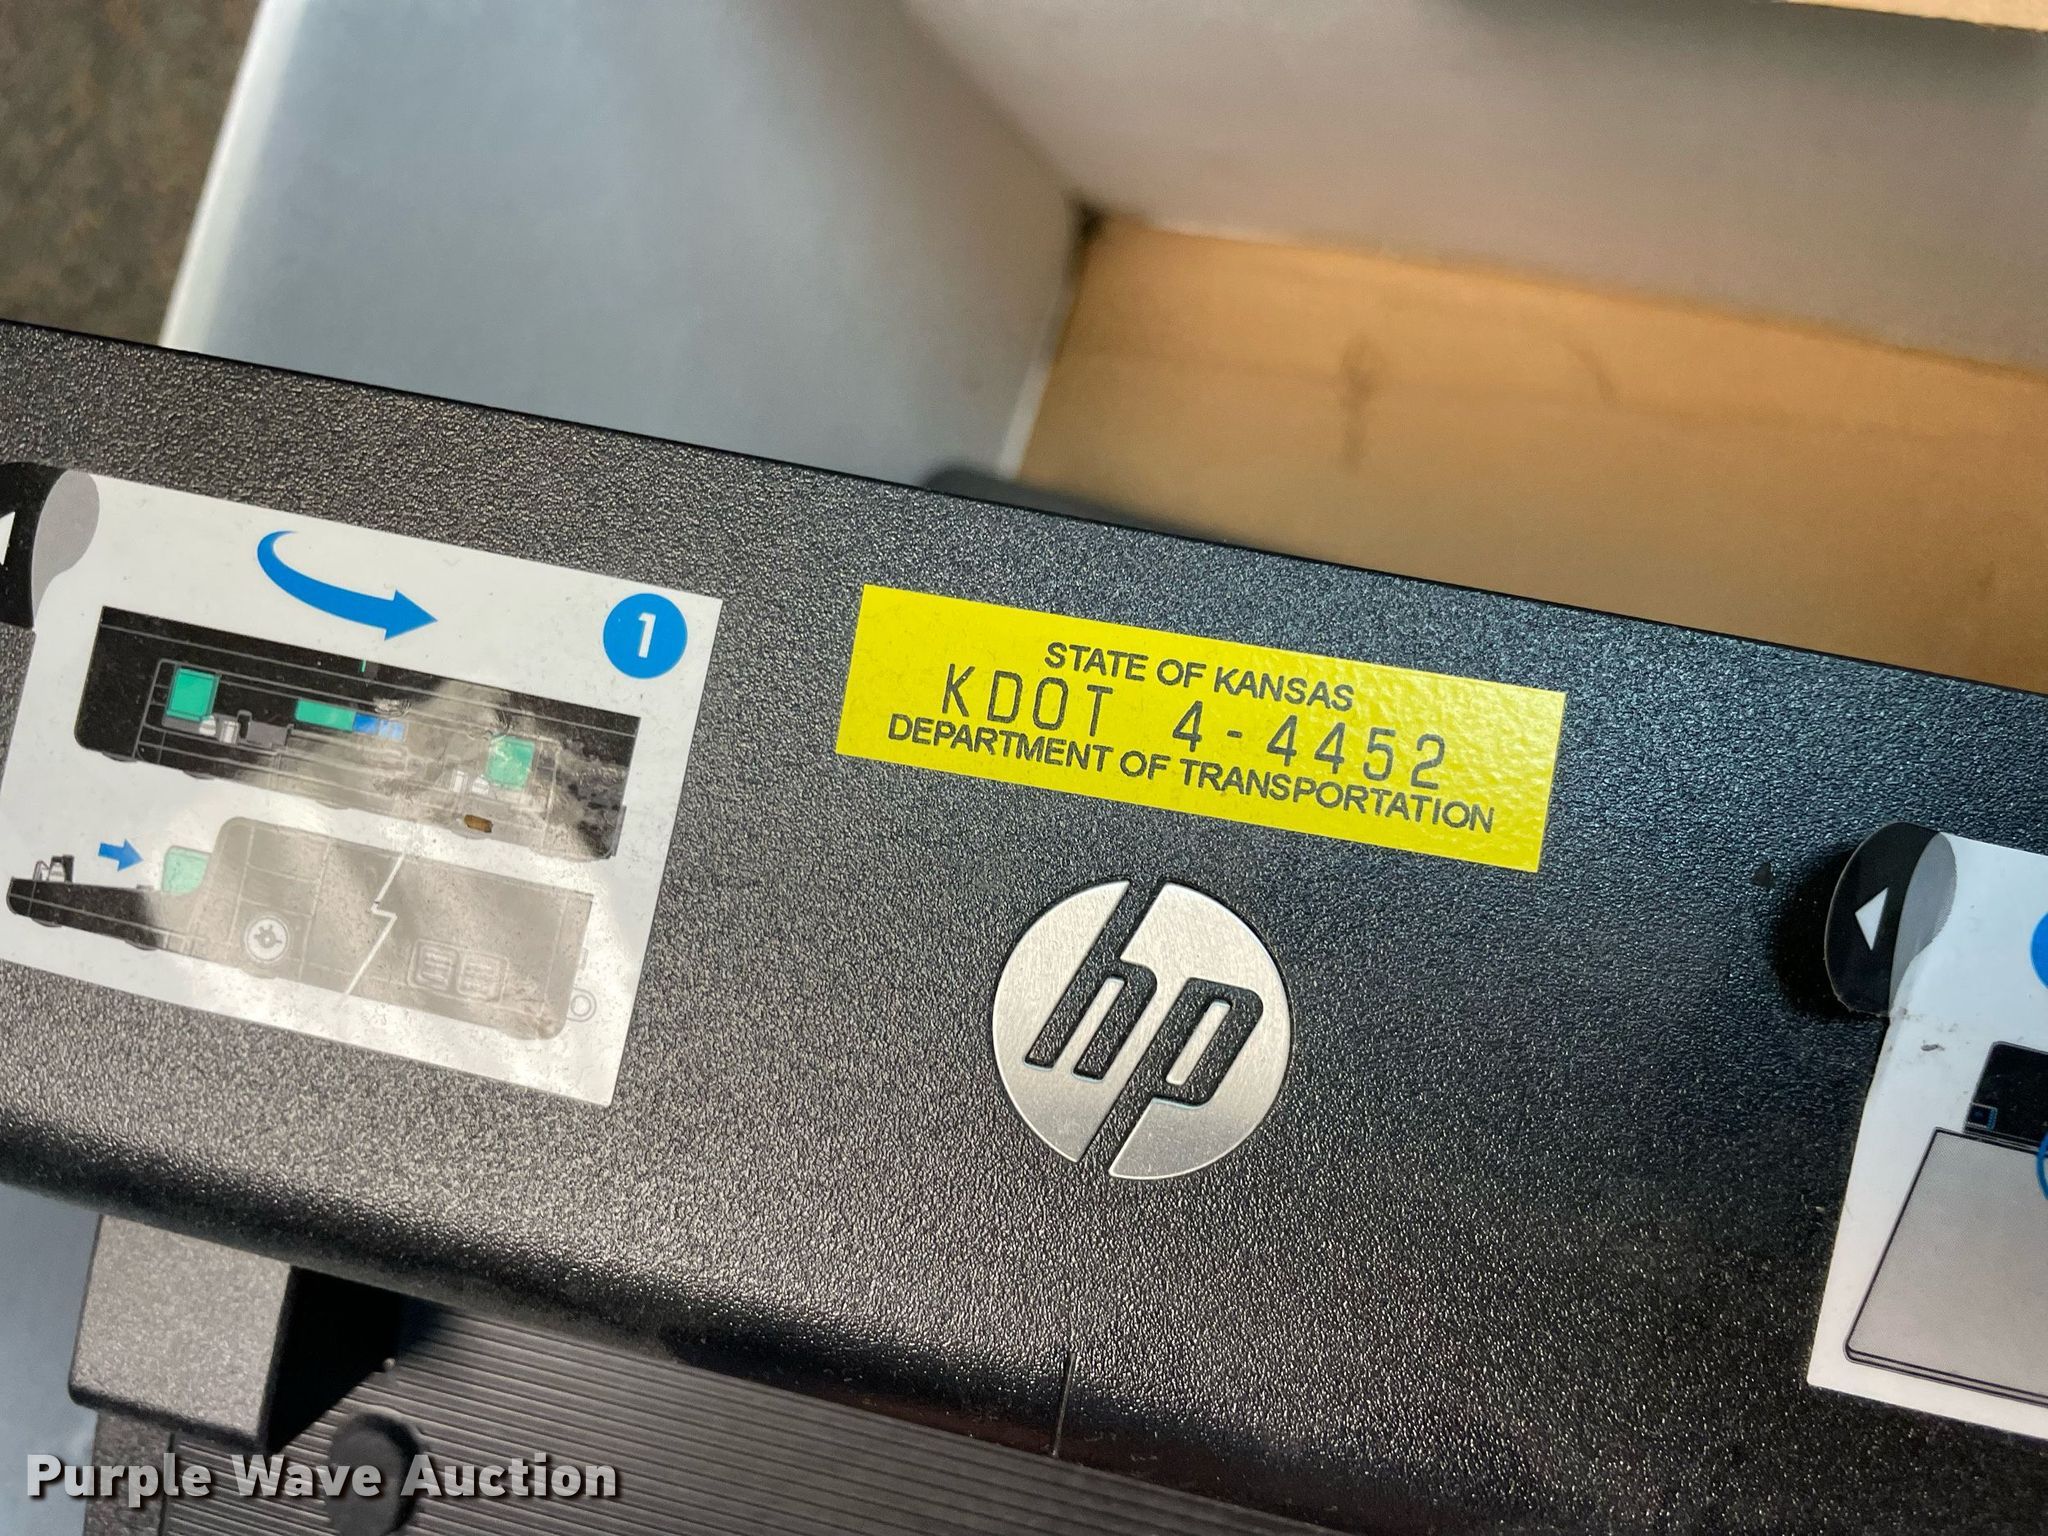 1
STATE OF KANSAS
KDOT 4-4452
DEPARTMENT OF TRANSPORTATION
hp
Purple Wave Auction